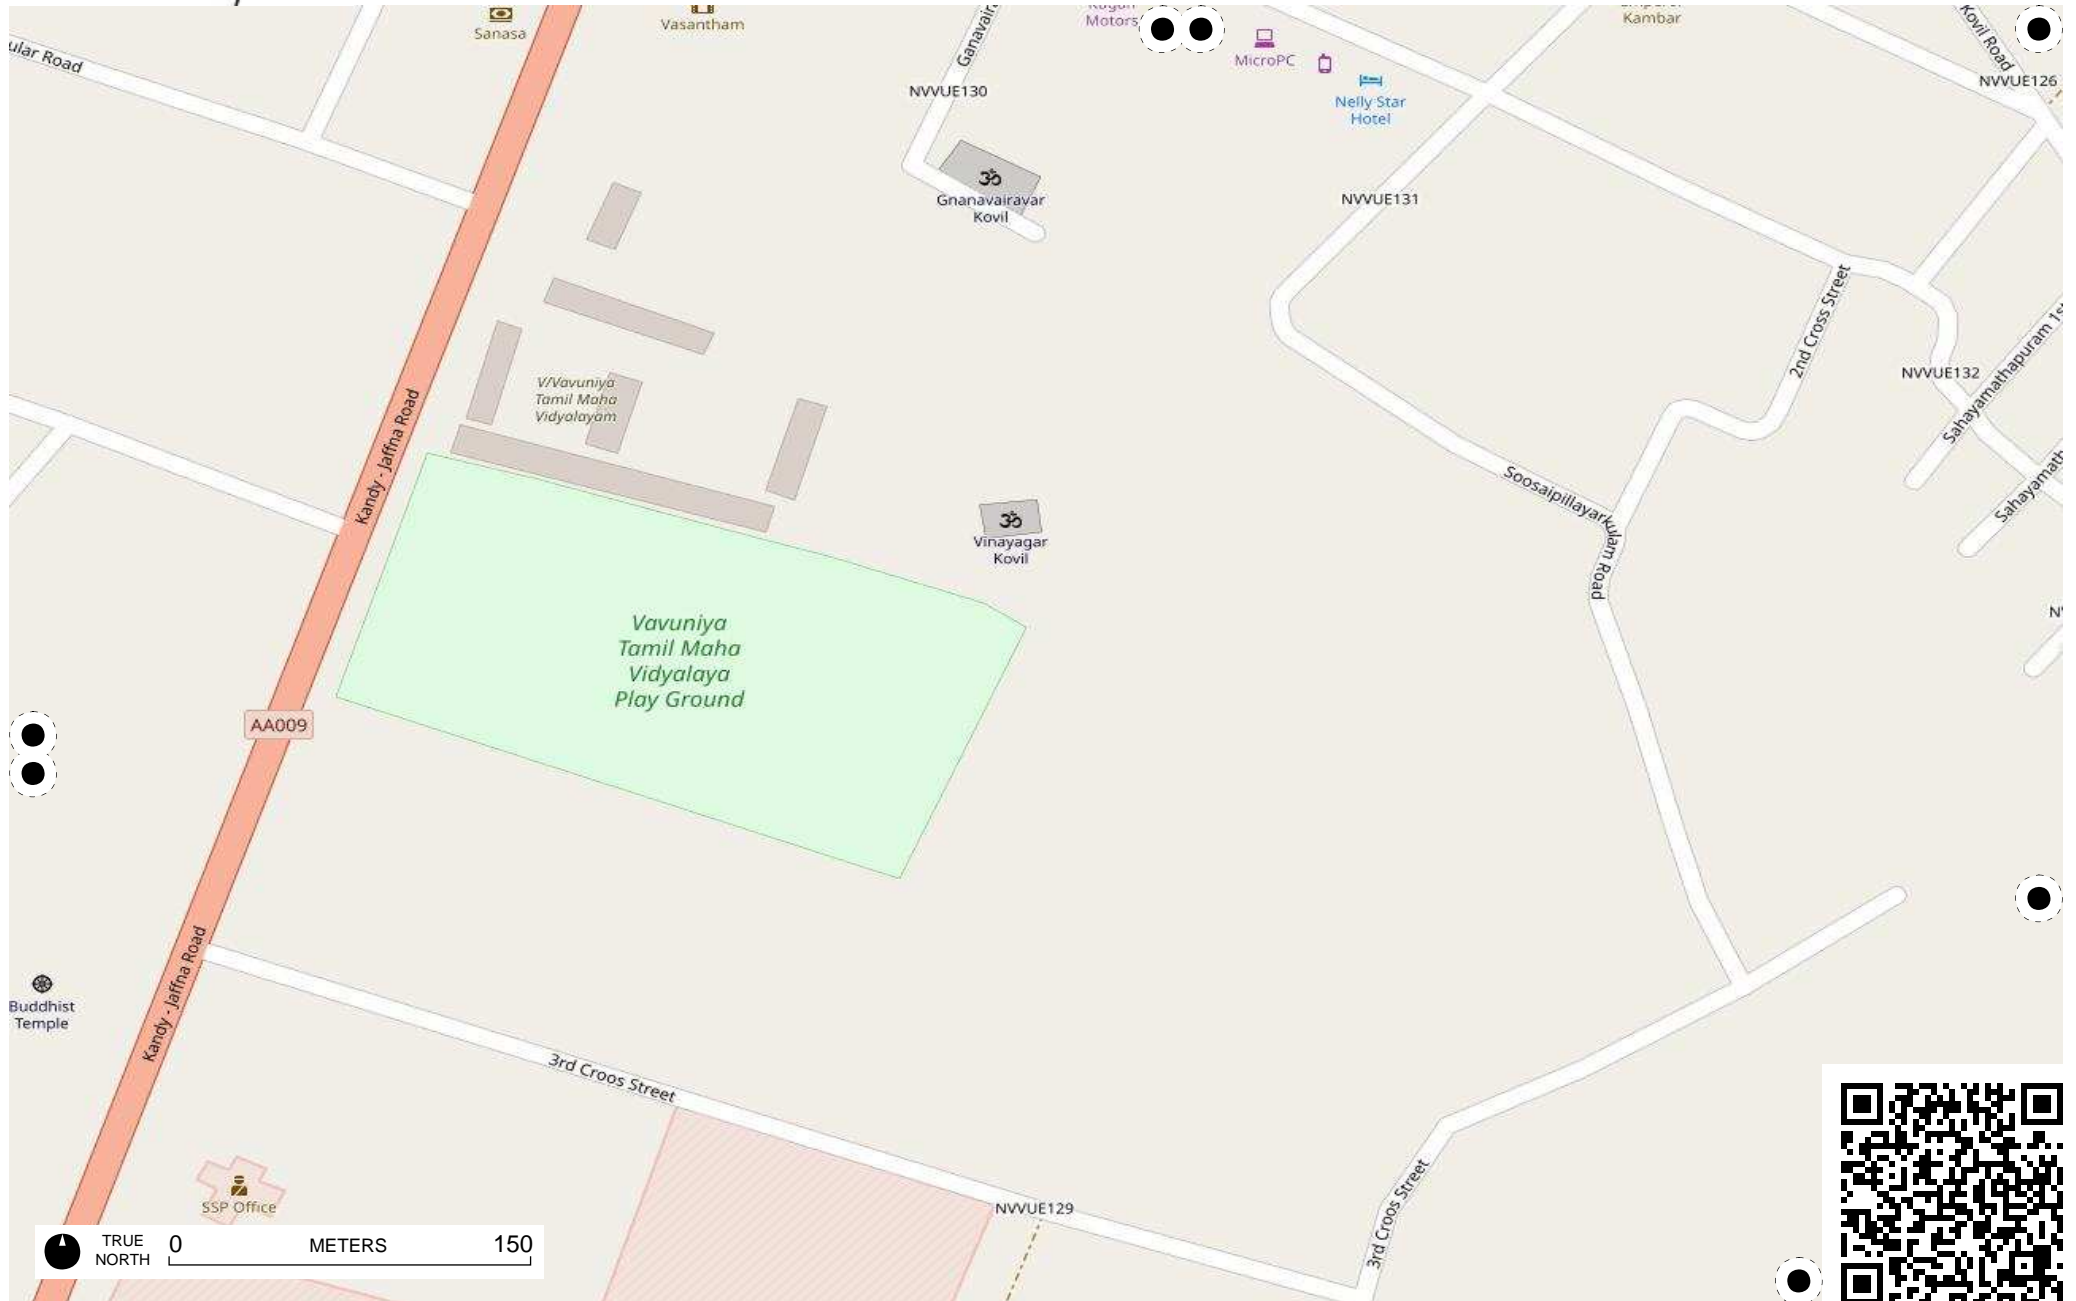 Sanasa
Vasantham
Motors
MicroPC
Kambar
Kovil Road
NVVUE126
ular Road
NVVUE130
Nelly Star
Hotel
Gnanavairavar
Kovil
NVVUE131
2nd Cross Street
NVVUE132
V/Vavuniya
Tamil Maha
Vidyalayam
Kandy - Jaffna Road
Soosaipillayarkulam Road
Vinayagar
Kovil
Vavuniya
Tamil Maha
Vidyalaya
Play Ground
AA009
Buddhist
Temple
Kandy - Jaffna Road
3rd Croos Street
SSP Office
NVVUE129
3rd Croos Street
TRUE
NORTH
0 METERS 150